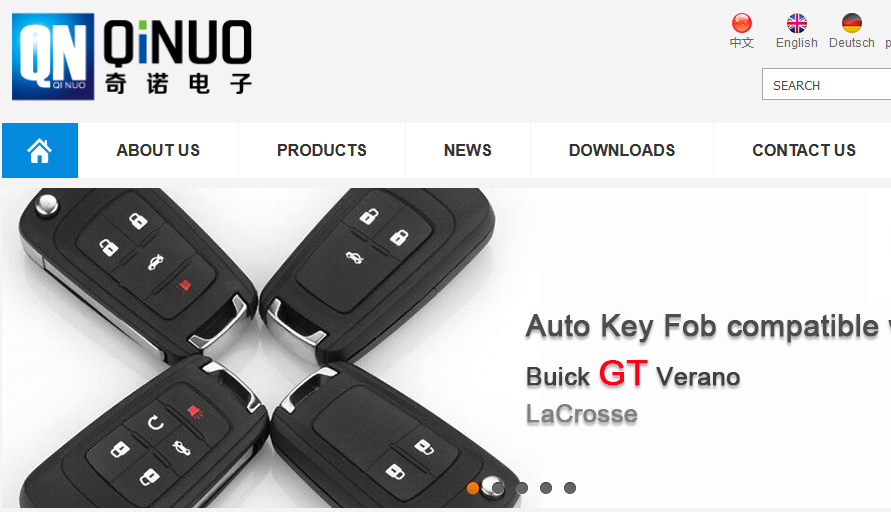 QN
QI NUO
QiNUO
奇诺电子
中文
English
Deutsch
p
SEARCH
ABOUT US
PRODUCTS
NEWS
DOWNLOADS
CONTACT US
Auto Key Fob compatible
Buick GT Verano
LaCrosse